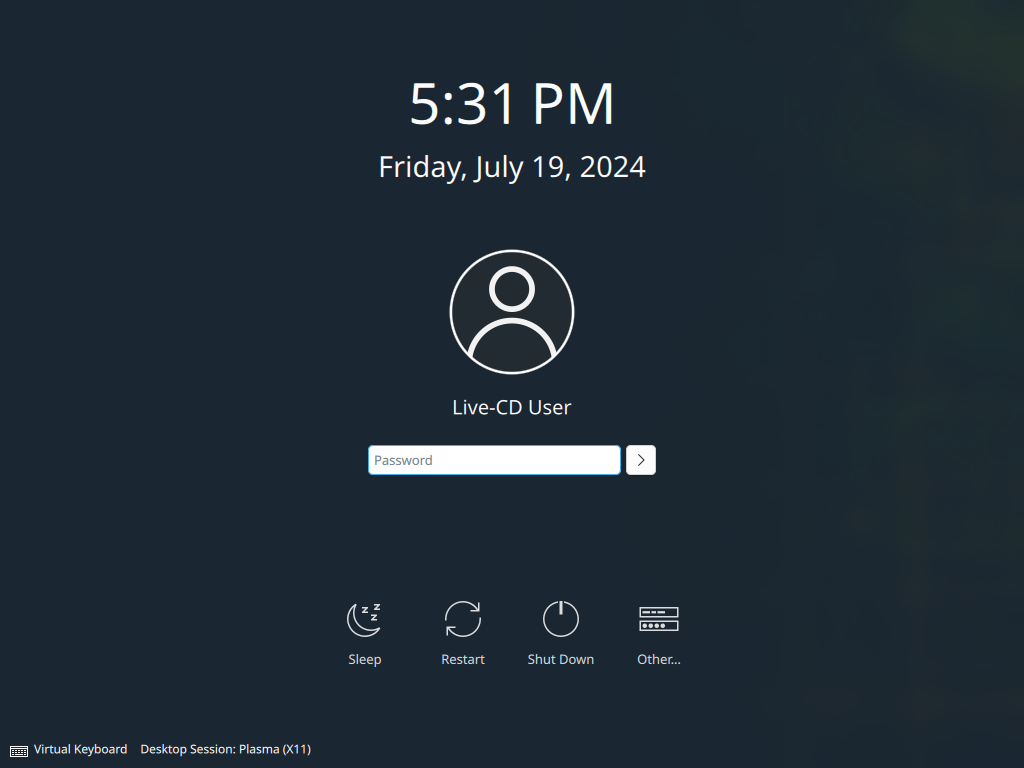 5:31 PM
Friday, July 19, 2024
Live-CD User
Password
Sleep
Restart
Shut Down
Other...
Virtual Keyboard
Desktop Session: Plasma (X11)